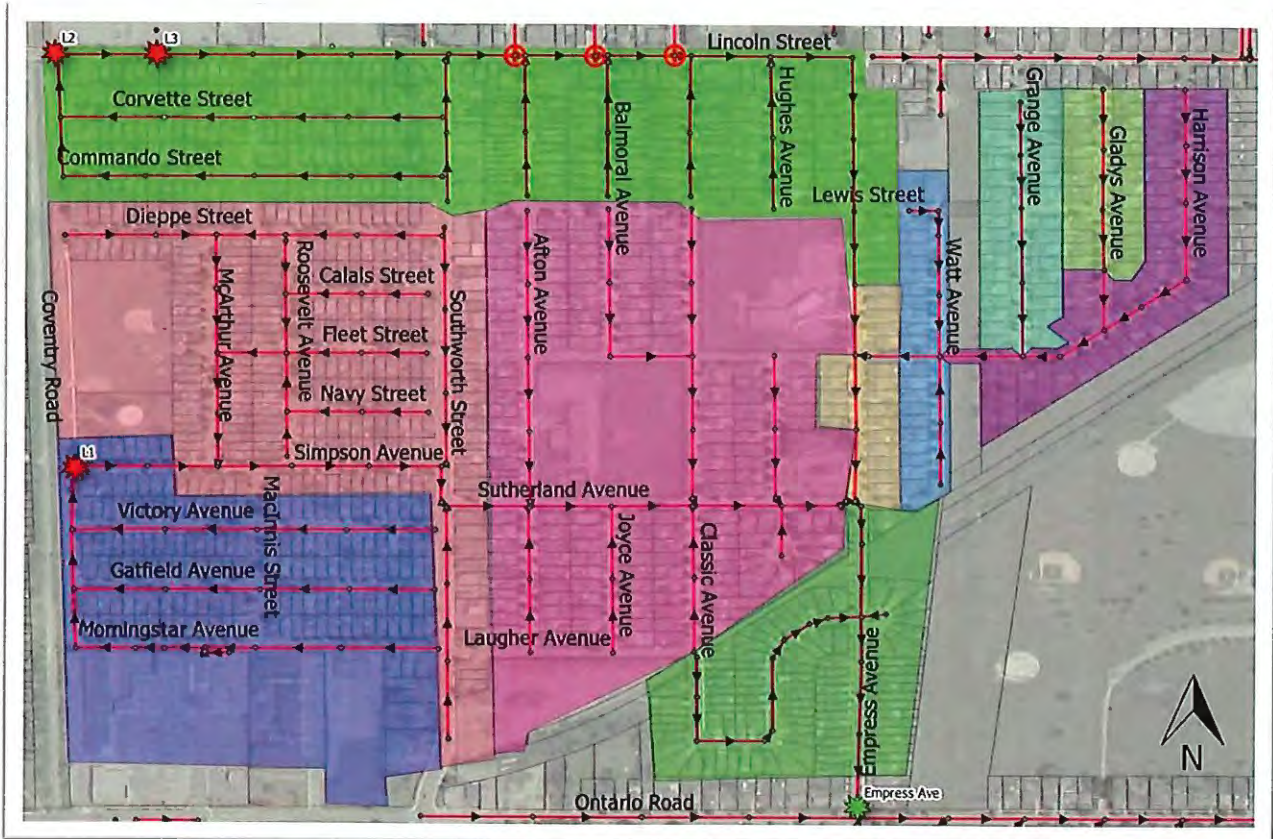 L2
L3
Lincoln Street
Corvette Street
Commando Street
Balmoral Avenue
Hughes Avenue
Grange Avenue
Gladys Avenue
Harrison Avenue
Lewis Street
Dieppe Street
Watt Avenue
Afton Avenue
Roosevelt Avenue
McArthur Avenue
Calais Street
Southworth Street
Fleet Street
Navy Street
Coventry Road
Simpson Avenue
L1
Sutherland Avenue
MacInnis Street
Victory Avenue
Joyce Avenue
Classic Avenue
Gatfield Avenue
Morningstar Avenue
Laugher Avenue
Empress Avenue
N
Empress Ave
Ontario Road